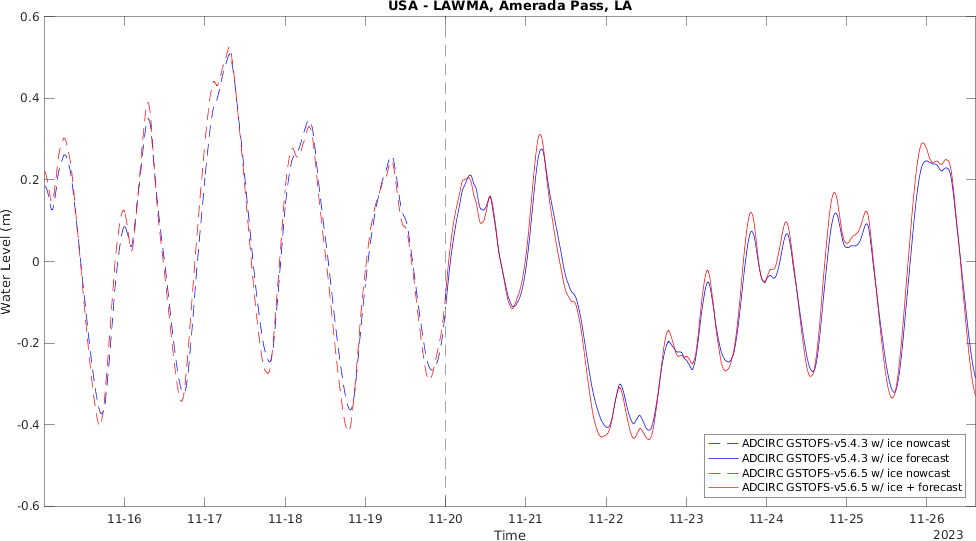 USA - LAWMA, Amerada Pass, LA
0.6
0.4
0.2
0
-0.2
-0.4
-0.6
Water Level (m)
11-16
11-17
11-18
11-19
11-20
11-21
11-22
11-23
11-24
11-25
11-26
Time
2023
ADCIRC GSTOFS-v5.4.3 w/ ice nowcast
ADCIRC GSTOFS-v5.4.3 w/ ice forecast
ADCIRC GSTOFS-v5.6.5 w/ ice nowcast
ADCIRC GSTOFS-v5.6.5 w/ ice + forecast